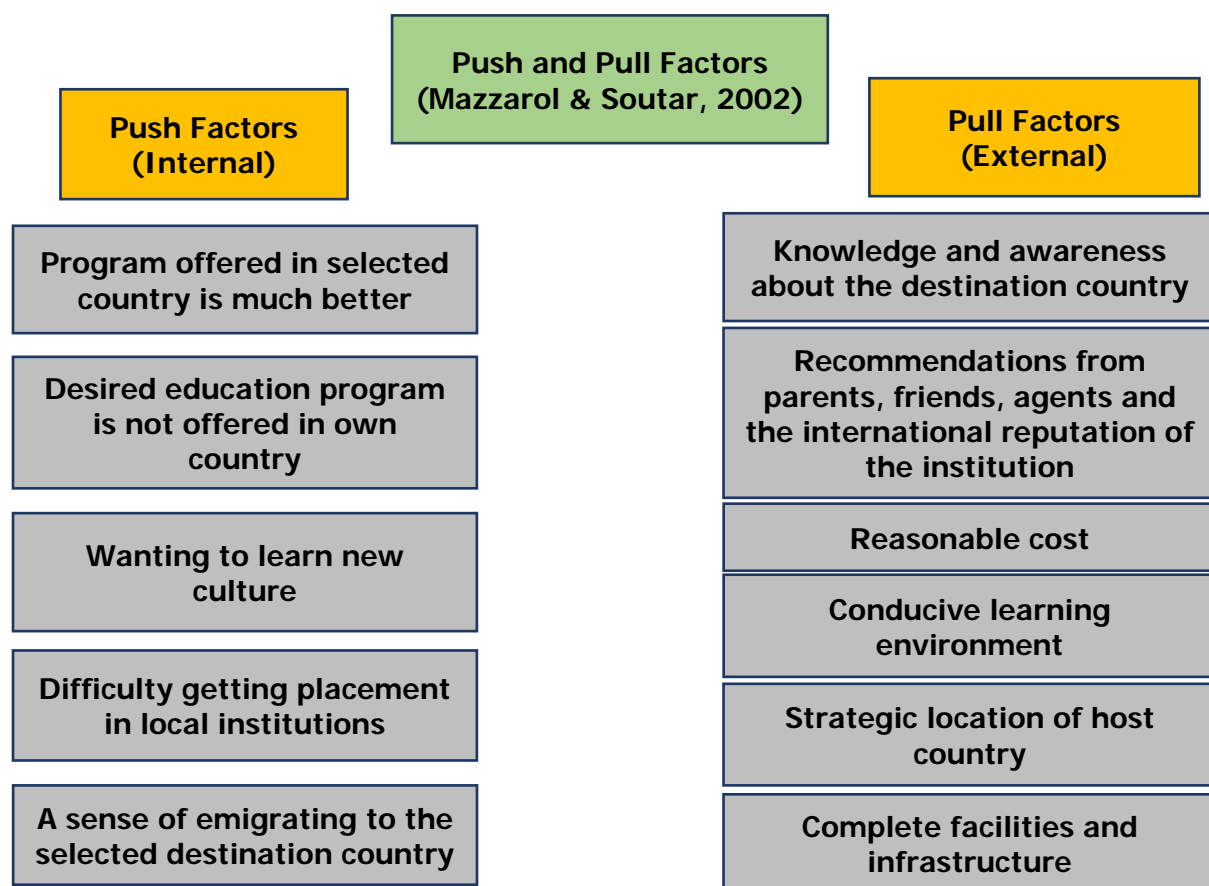 Push and Pull Factors
(Mazzarol & Soutar, 2002)
Push Factors
(Internal)
Program offered in selected
country is much better
Desired education program
is not offered in own
country
Wanting to learn new
culture
Difficulty getting placement
in local institutions
A sense of emigrating to the
selected destination country
Pull Factors
(External)
Knowledge and awareness
about the destination country
Recommendations from
parents, friends, agents and
the international reputation of
the institution
Reasonable cost
Conducive learning
environment
Strategic location of host
country
Complete facilities and
infrastructure